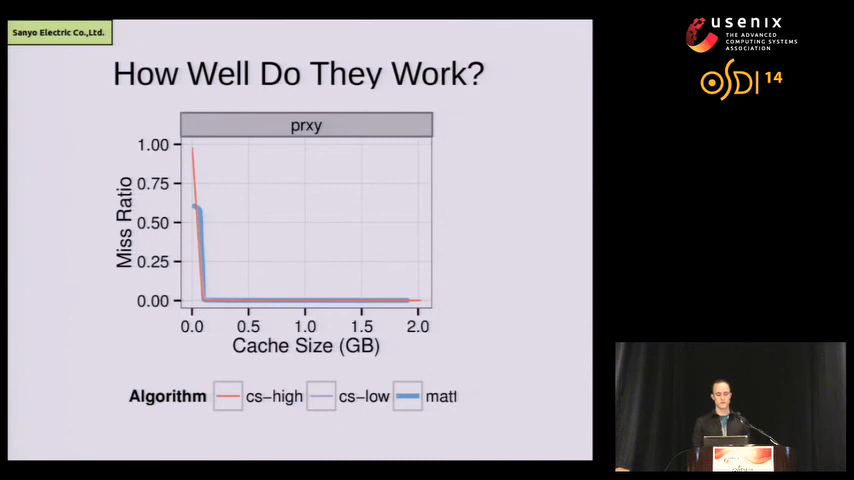 Sanyo Electric Co.,Ltd.
usenix
THE ADVANCED
COMPUTING SYSTEMS
ASSOCIATION
OSDI 14
How Well Do They Work?
prxy
1.00
0.75
0.50
0.25
0.00
Miss Ratio
0.0 0.5 1.0 1.5 2.0
Cache Size (GB)
Algorithm cs-high cs-low matt